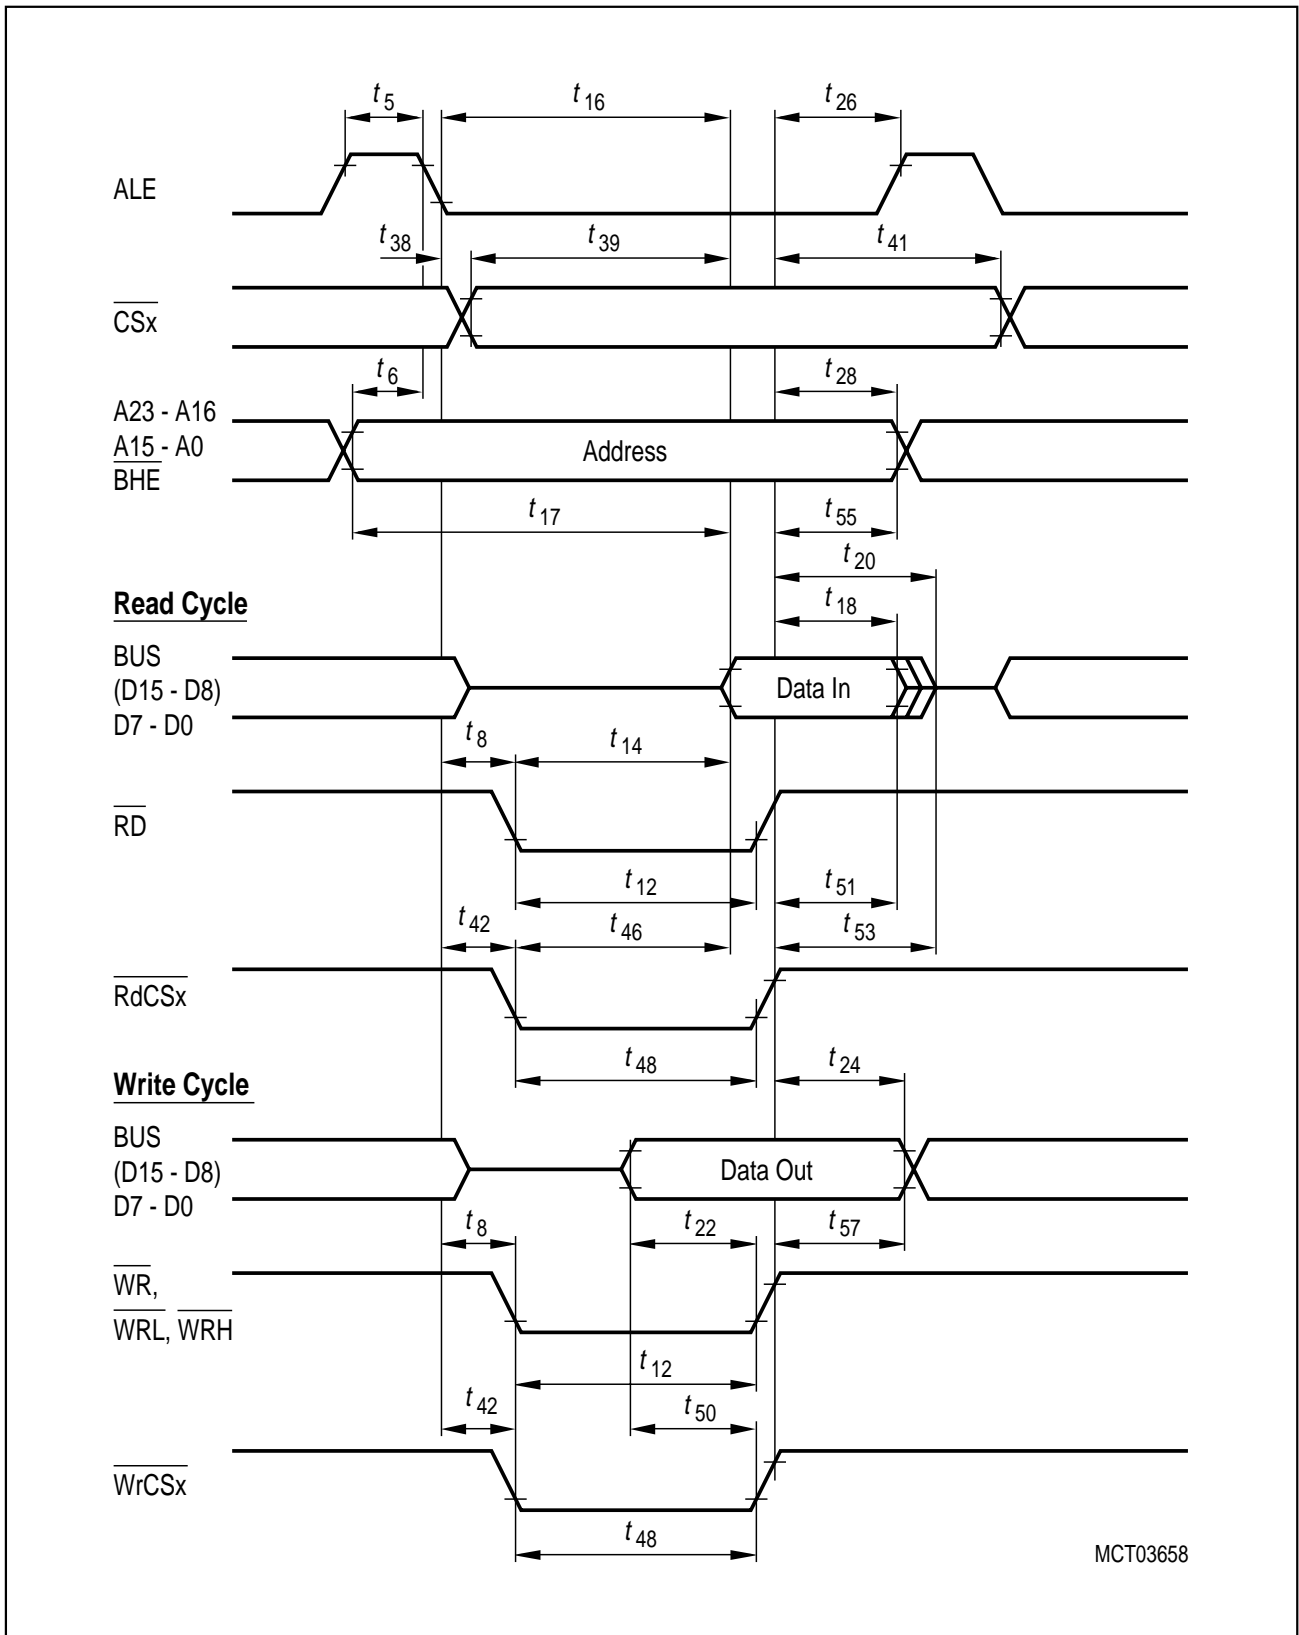 t5 t16 t26
ALE
t38 t39 t41
CSx
t6 t28
A23 - A16
A15 - A0
BHE
Address
t17 t55
t20
Read Cycle
t18
BUS
(D15 - D8)
D7 - D0
Data In
t8 t14
RD
t12 t51
t42 t46 t53
RdCSx
t48 t24
Write Cycle
BUS
(D15 - D8)
D7 - D0
Data Out
t8 t22 t57
WR,
WRL, WRH
t12
t42 t50
WrCSx
t48
MCT03658